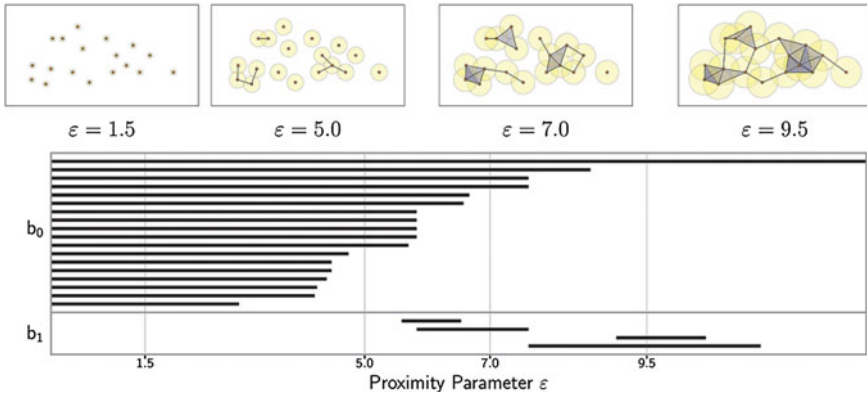 ε = 1.5 ε = 5.0 ε = 7.0 ε = 9.5
b₀
b₁
1.5 5.0 7.0 9.5
Proximity Parameter ε